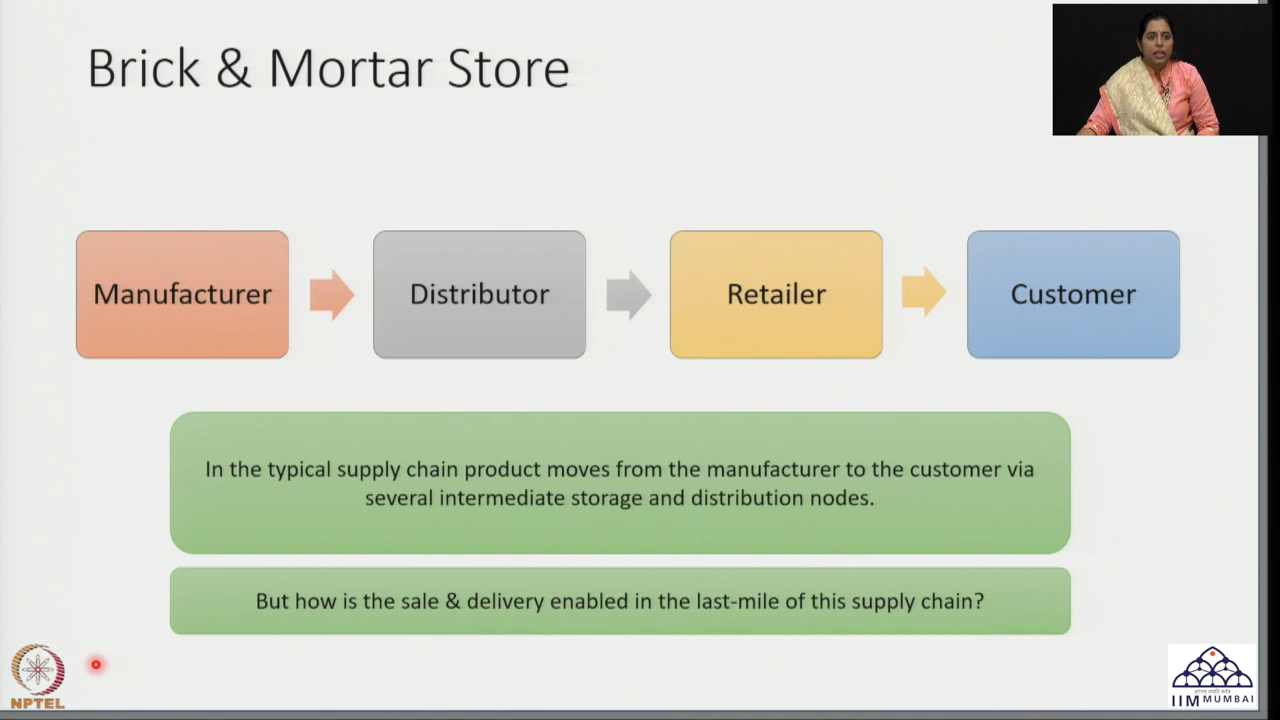 Brick & Mortar Store
Manufacturer
Distributor
Retailer
Customer
In the typical supply chain product moves from the manufacturer to the customer via
several intermediate storage and distribution nodes.
But how is the sale & delivery enabled in the last-mile of this supply chain?
NPTEL
IIM MUMBAI